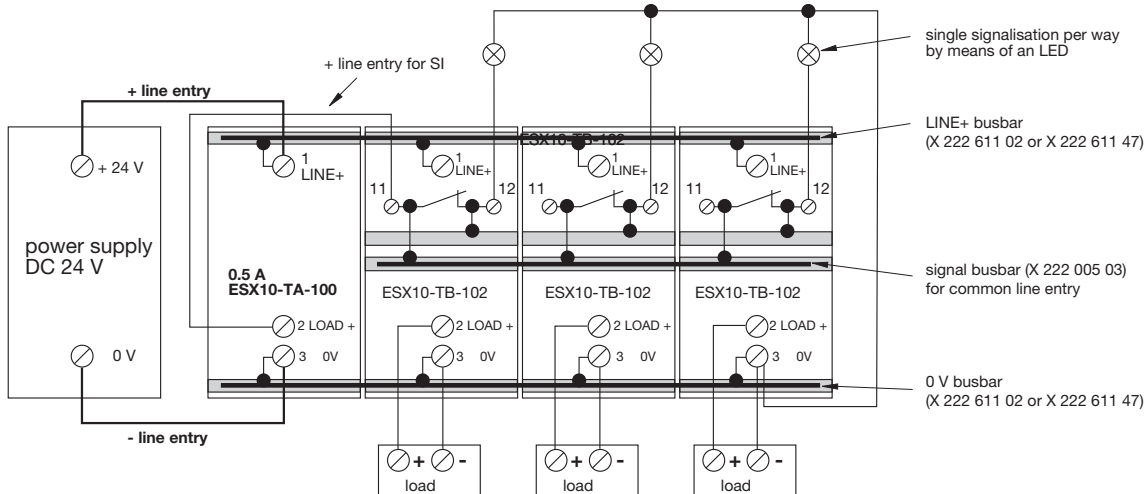 single signalisation per way
by means of an LED
+ line entry for SI
+ line entry
LINE+ busbar
(X 222 611 02 or X 222 611 47)
ESX10-TB-102
+ 24 V
1
LINE+
1
LINE+
1
LINE+
1
LINE+
11
12
11
12
11
12
power supply
DC 24 V
0.5 A
ESX10-TA-100
ESX10-TB-102
ESX10-TB-102
ESX10-TB-102
signal busbar (X 222 005 03)
for common line entry
2 LOAD +
2 LOAD +
2 LOAD +
2 LOAD +
0 V
3 0V
3 0V
3 0V
3 0V
0 V busbar
(X 222 611 02 or X 222 611 47)
- line entry
+ -
load
+ -
load
+ -
load